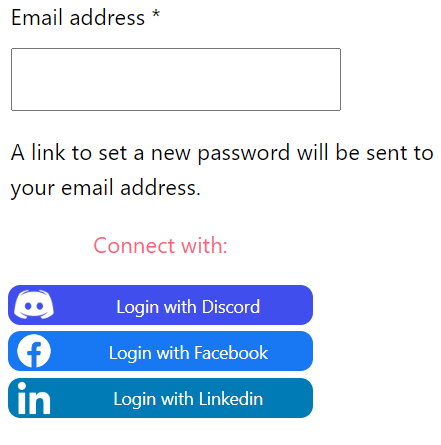 Email address *
A link to set a new password will be sent to
your email address.
Connect with:
Login with Discord
Login with Facebook
in Login with Linkedin